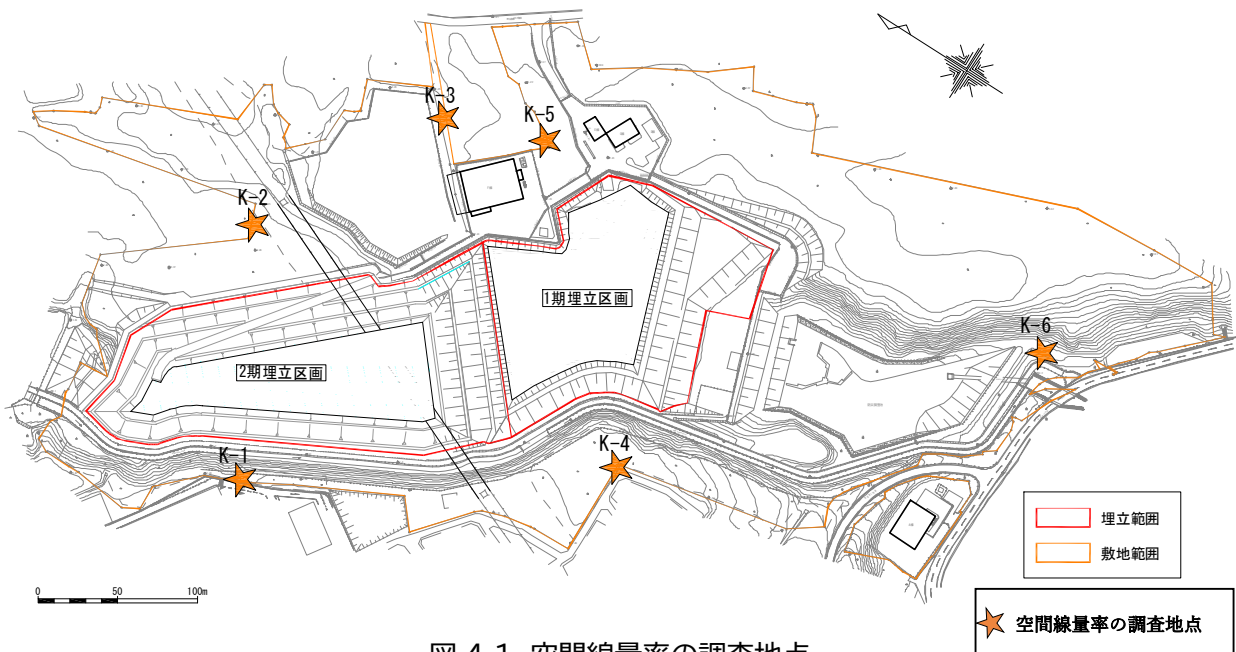 K-3
K-5
K-2
1期埋立区画
K-6
2期埋立区画
K-4
K-1
埋立範囲
敷地範囲
0 50 100m
空間線量率の調査地点
図 4-1 空間線量率の調査地点